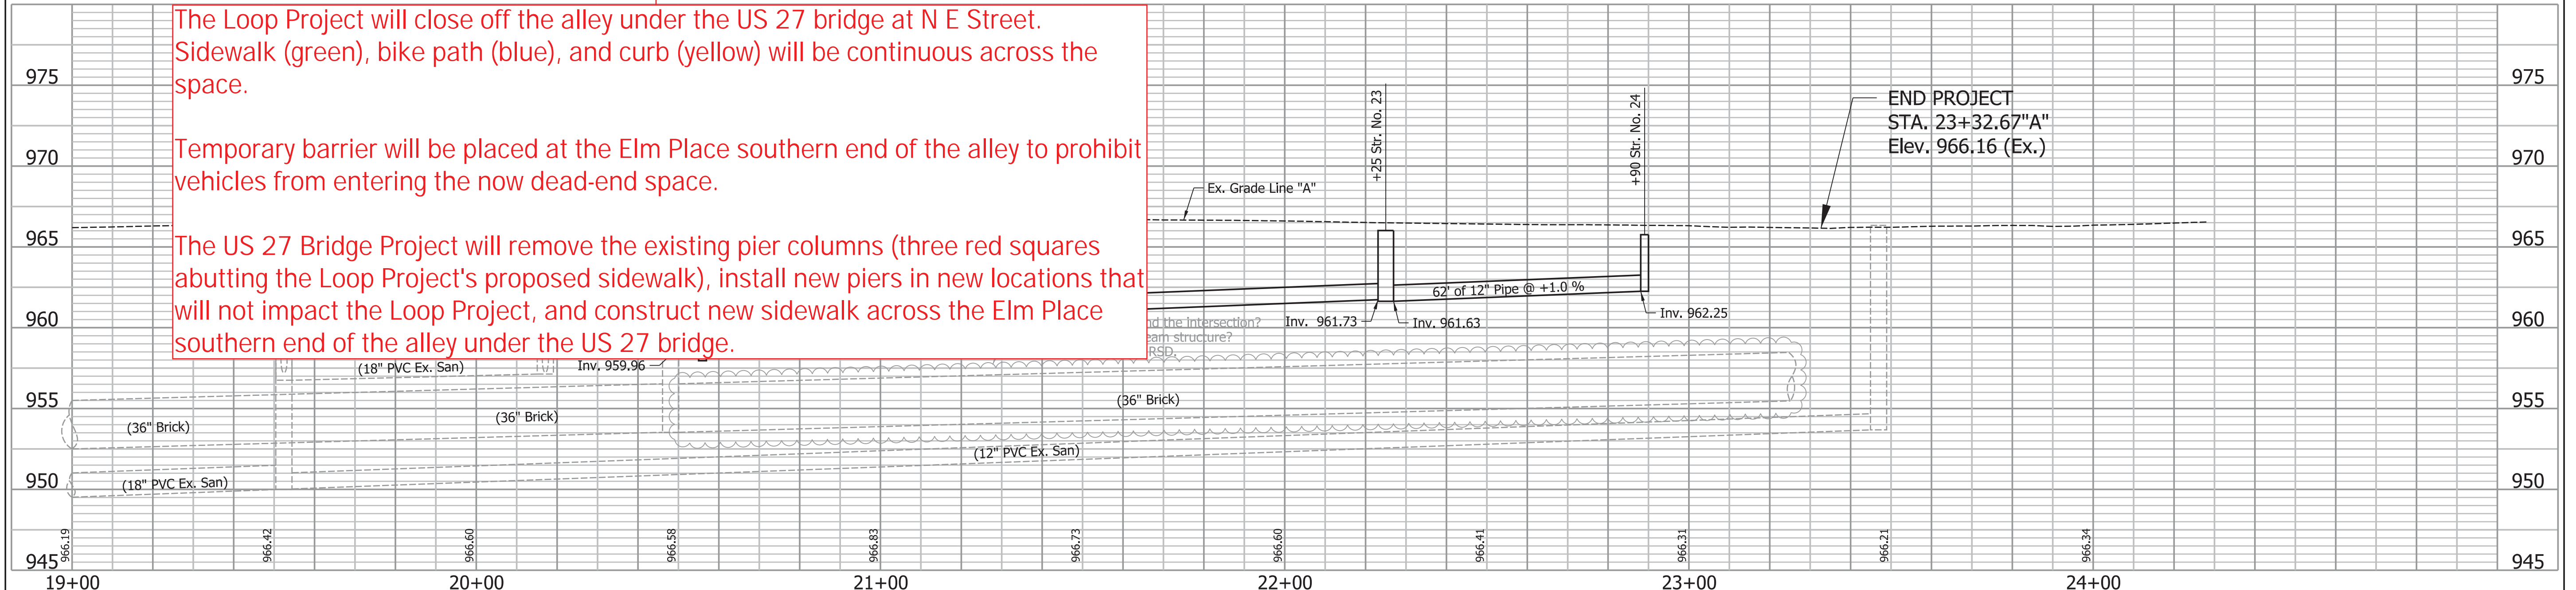 The Loop Project will close off the alley under the US 27 bridge at N E Street.
Sidewalk (green), bike path (blue), and curb (yellow) will be continuous across the
space.
Temporary barrier will be placed at the Elm Place southern end of the alley to prohibit
vehicles from entering the now dead-end space.
The US 27 Bridge Project will remove the existing pier columns (three red squares
abutting the Loop Project's proposed sidewalk), install new piers in new locations that
will not impact the Loop Project, and construct new sidewalk across the Elm Place
southern end of the alley under the US 27 bridge.
975
970
965
960
955
950
945
+25 Str. No. 23
+90 Str. No. 24
END PROJECT
STA. 23+32.67"A"
Elev. 966.16 (Ex.)
Ex. Grade Line "A"
62' of 12" Pipe @ +1.0 %
Inv. 961.73
Inv. 961.63
Inv. 962.25
nd the intersection?
eam structure?
RSD.
Inv. 959.96
(18" PVC Ex. San)
(36" Brick)
(36" Brick)
(36" Brick)
(12" PVC Ex. San)
(18" PVC Ex. San)
975
970
965
960
955
950
945
966.19
966.42
966.60
966.58
966.83
966.73
966.60
966.41
966.31
966.21
966.34
19+00
20+00
21+00
22+00
23+00
24+00